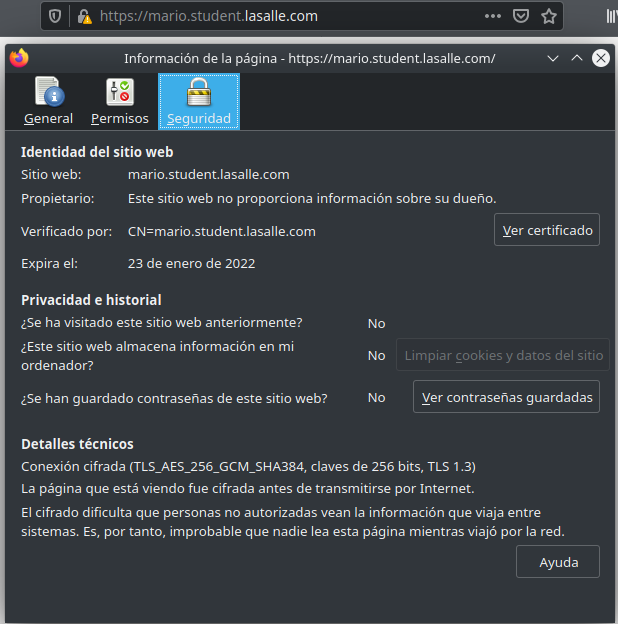 https://mario.student.lasalle.com
Información de la página - https://mario.student.lasalle.com/
General
Permisos
Seguridad
Identidad del sitio web
Sitio web: mario.student.lasalle.com
Propietario: Este sitio web no proporciona información sobre su dueño.
Verificado por: CN=mario.student.lasalle.com Ver certificado
Expira el: 23 de enero de 2022
Privacidad e historial
¿Se ha visitado este sitio web anteriormente? No
¿Este sitio web almacena información en mi
ordenador? No Limpiar cookies y datos del sitio
¿Se han guardado contraseñas de este sitio web? No Ver contraseñas guardadas
Detalles técnicos
Conexión cifrada (TLS_AES_256_GCM_SHA384, claves de 256 bits, TLS 1.3)
La página que está viendo fue cifrada antes de transmitirse por Internet.
El cifrado dificulta que personas no autorizadas vean la información que viaja entre
sistemas. Es, por tanto, improbable que nadie lea esta página mientras viajó por la red.
Ayuda